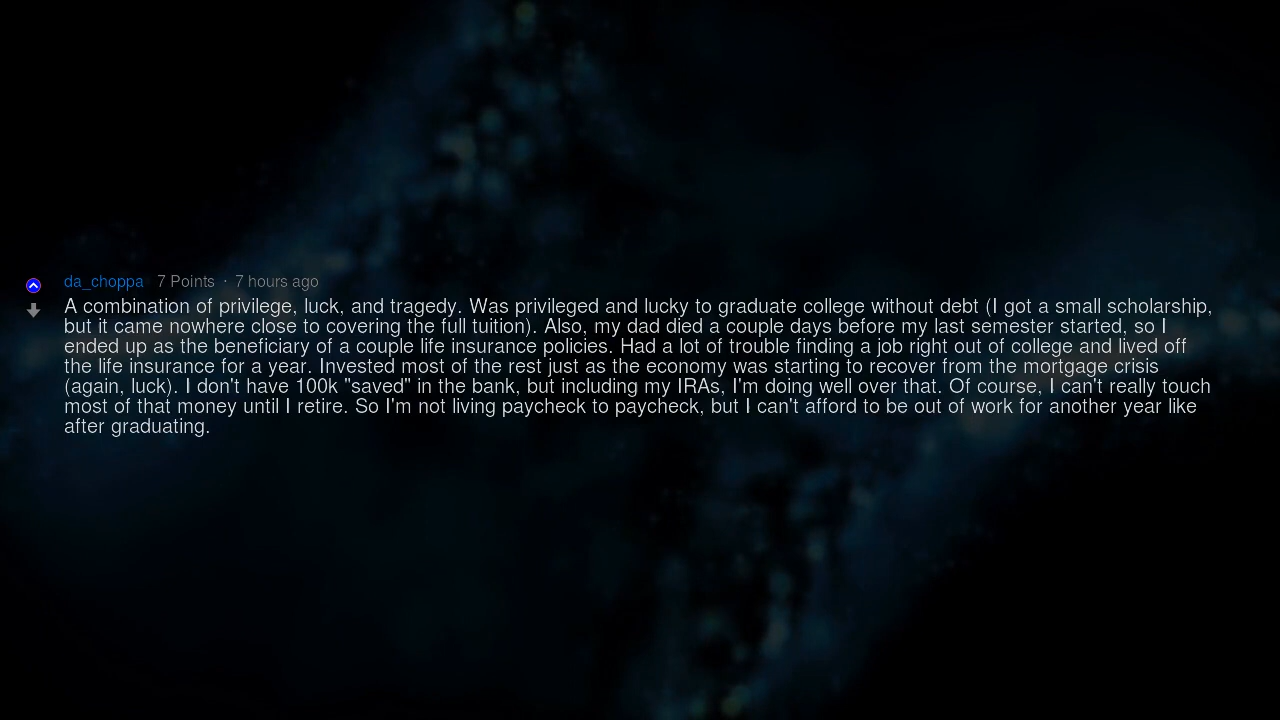 da_choppa 7 Points · 7 hours ago
A combination of privilege, luck, and tragedy. Was privileged and lucky to graduate college without debt (I got a small scholarship,
but it came nowhere close to covering the full tuition). Also, my dad died a couple days before my last semester started, so I
ended up as the beneficiary of a couple life insurance policies. Had a lot of trouble finding a job right out of college and lived off
the life insurance for a year. Invested most of the rest just as the economy was starting to recover from the mortgage crisis
(again, luck). I don't have 100k "saved" in the bank, but including my IRAs, I'm doing well over that. Of course, I can't really touch
most of that money until I retire. So I'm not living paycheck to paycheck, but I can't afford to be out of work for another year like
after graduating.